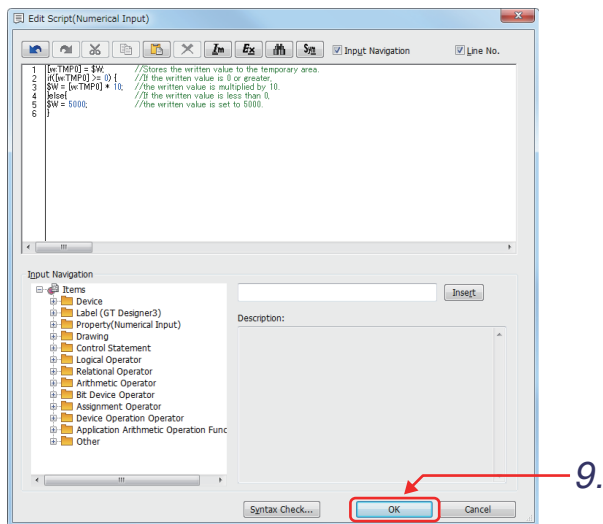 Edit Script(Numerical Input)
Im Ex Sm Input Navigation Line No.
1 [w:TMP0] = $W; //Stores the written value to the temporary area.
2 if([w:TMP0] >= 0) { //If the written value is 0 or greater,
3 $W = [w:TMP0] * 10; //the written value is multiplied by 10.
4 }else{ //If the written value is less than 0,
5 $W = 5000; //the written value is set to 5000.
6 }
Input Navigation
Items
Device
Label (GT Designer3)
Property(Numerical Input)
Drawing
Control Statement
Logical Operator
Relational Operator
Arithmetic Operator
Bit Device Operator
Assignment Operator
Device Operation Operator
Application Arithmetic Operation Func
Other
Insert
Description:
9.
Syntax Check... OK Cancel